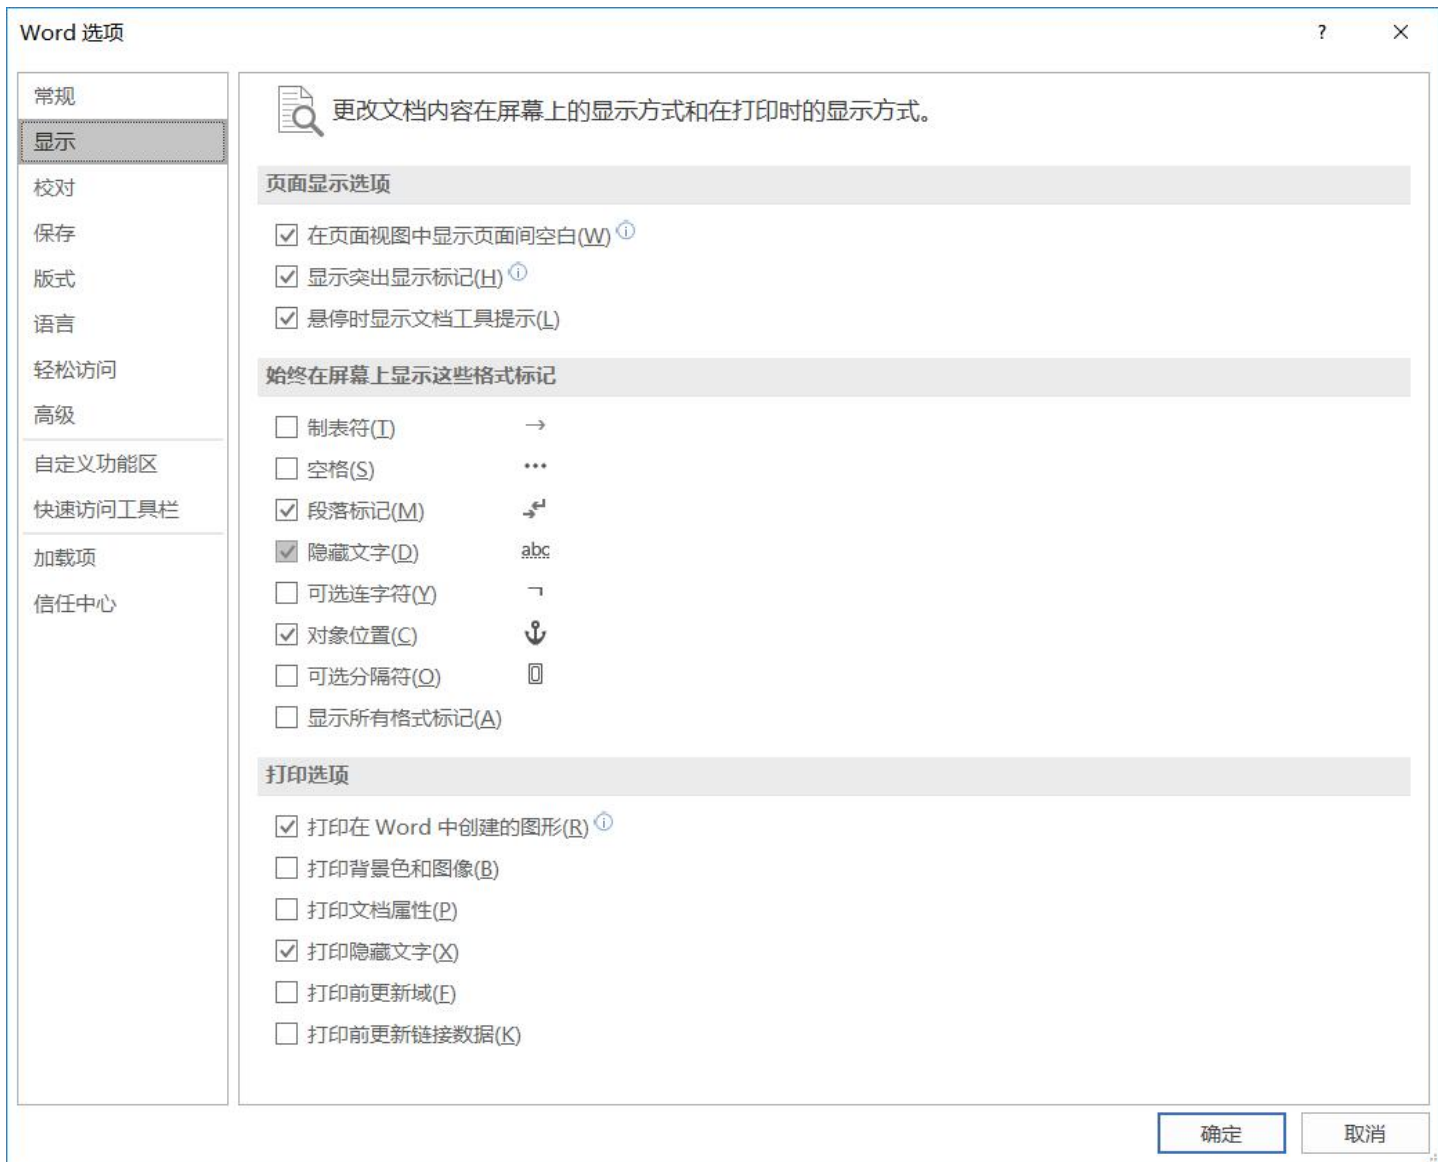 Word 选项
?
常规
显示
校对
保存
版式
语言
轻松访问
高级
自定义功能区
快速访问工具栏
加载项
信任中心
更改文档内容在屏幕上的显示方式和在打印时的显示方式。
页面显示选项
在页面视图中显示页面间空白(W)
显示突出显示标记(H)
悬停时显示文档工具提示(L)
始终在屏幕上显示这些格式标记
制表符(T)
空格(S)
段落标记(M)
隐藏文字(D) abc
可选连字符(Y)
对象位置(C)
可选分隔符(O)
显示所有格式标记(A)
打印选项
打印在 Word 中创建的图形(R)
打印背景色和图像(B)
打印文档属性(P)
打印隐藏文字(X)
打印前更新域(F)
打印前更新链接数据(K)
确定 取消